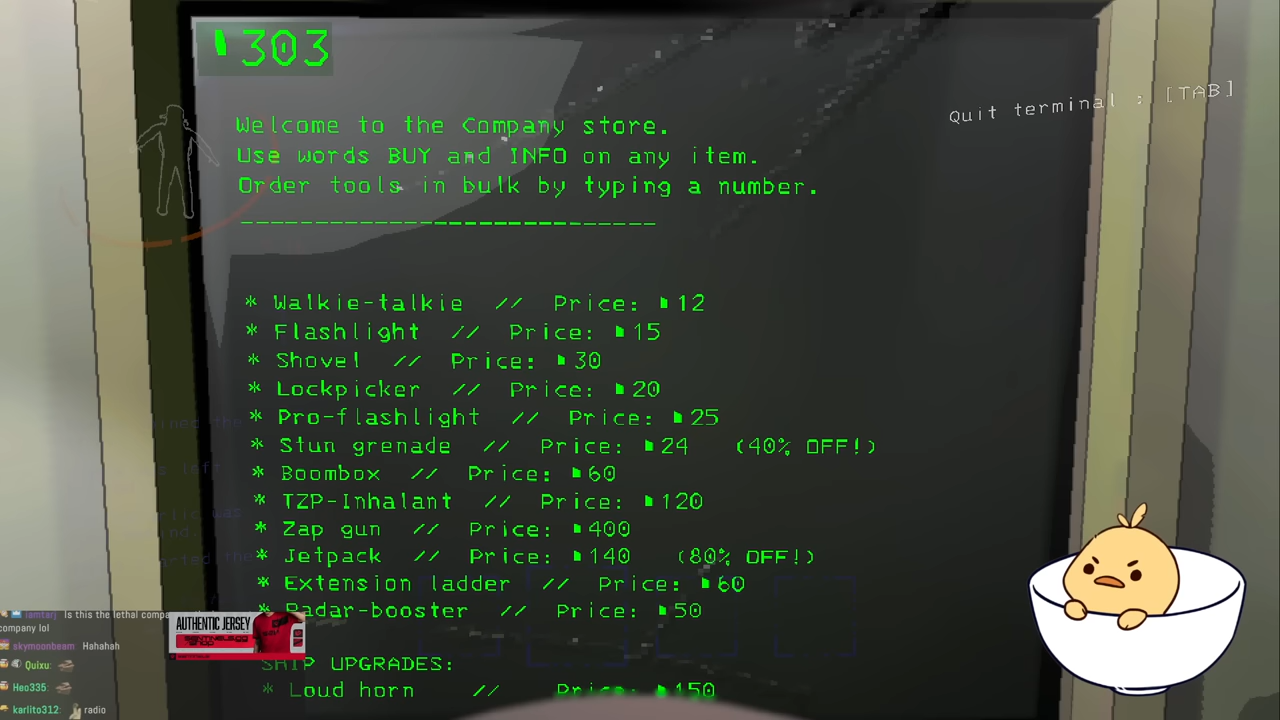 303
Quit terminal : [TAB]
Welcome to the Company store.
Use words BUY and INFO on any item.
Order tools in bulk by typing a number.
* Walkie-talkie // Price: 12
* Flashlight // Price: 15
* Shovel // Price: 30
* Lockpicker // Price: 20
* Pro-flashlight // Price: 25
* Stun grenade // Price: 24 (40% OFF!)
* Boombox // Price: 60
* TZP-Inhalant // Price: 120
* Zap gun // Price: 400
* Jetpack // Price: 140 (80% OFF!)
* Extension ladder // Price: 60
* Radar-booster // Price: 50
SHIP UPGRADES:
* Loud horn // Price: 150
Is this the lethal
company lol
skymoonbeam Hahahah
Quixu:
Heo335:
karlito312: radio
AUTHENTIC JERSEY